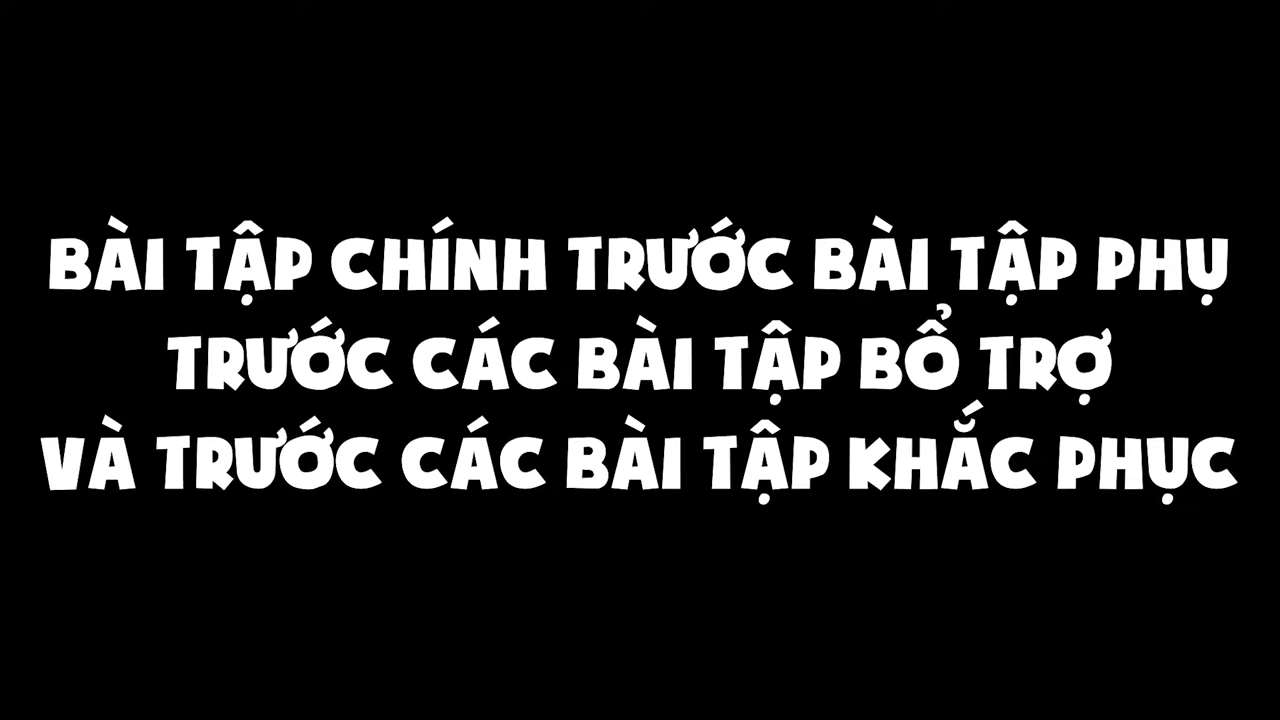 BÀI TẬP CHÍNH TRƯỚC BÀI TẬP PHỤ
TRƯỚC CÁC BÀI TẬP BỔ TRỢ
VÀ TRƯỚC CÁC BÀI TẬP KHẮC PHỤC